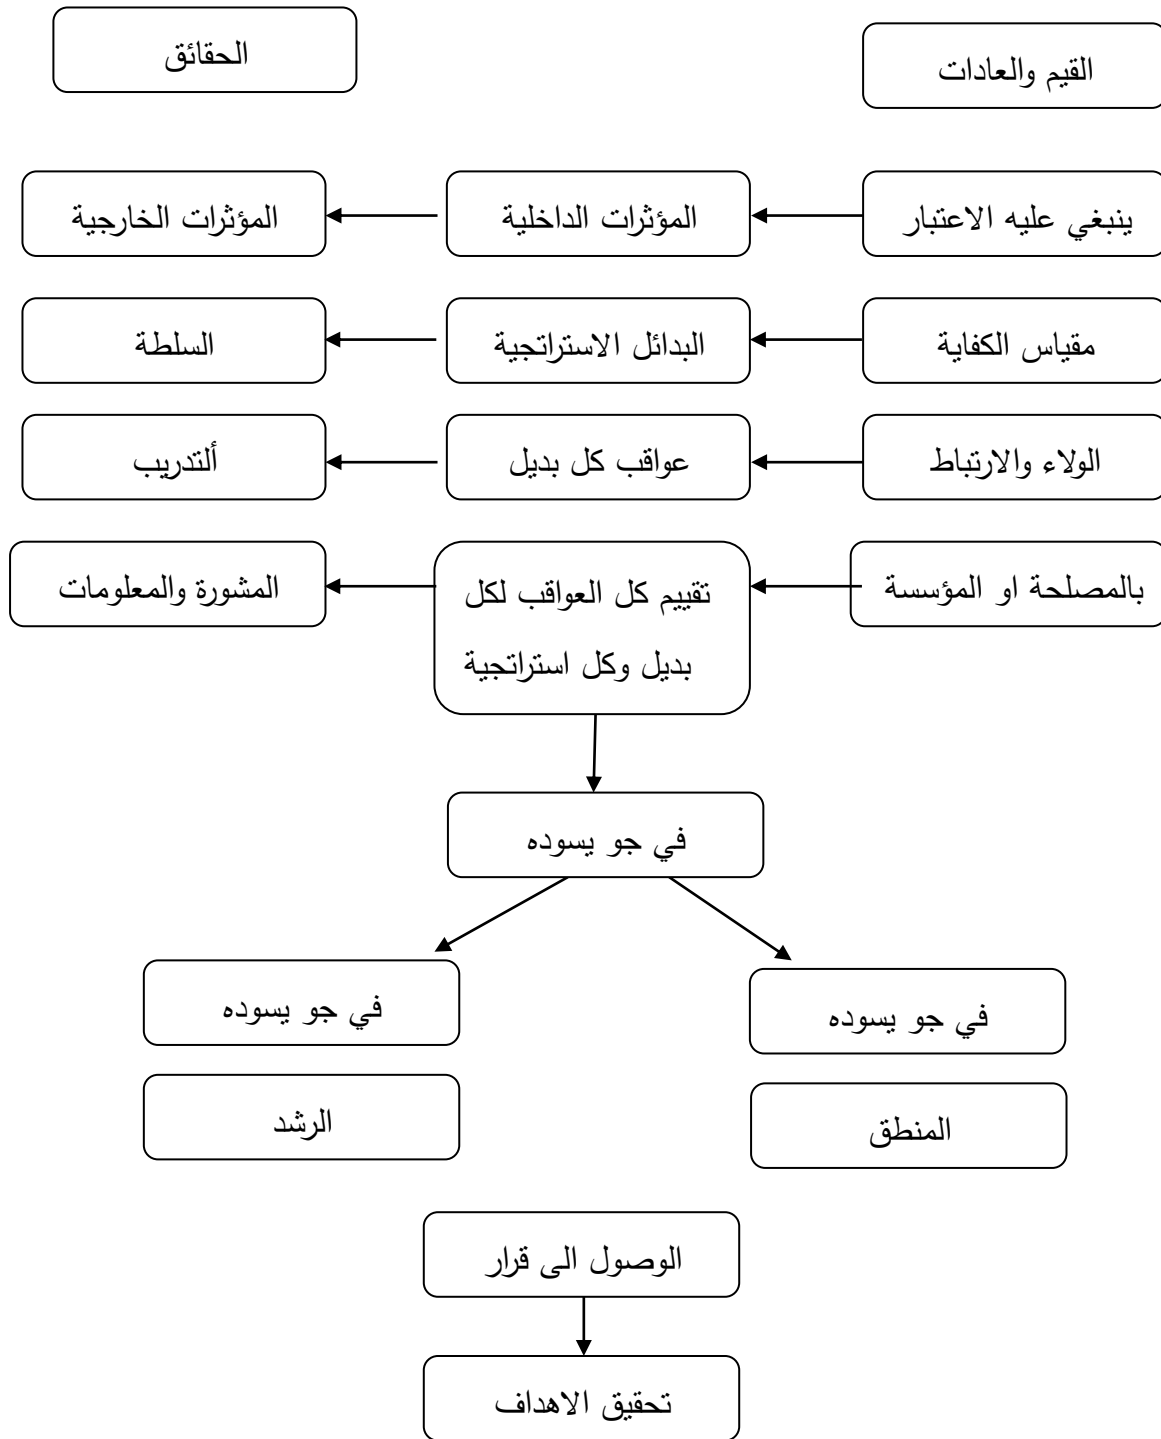 القيم والعادات
الحقائق
ينبغي عليه الاعتبار
المؤثرات الداخلية
المؤثرات الخارجية
مقياس الكفاية
البدائل الاستراتجية
السلطة
الولاء والارتباط
عواقب كل بديل
ألتدريب
بالمصلحة او المؤسسة
تقييم كل العواقب لكل
بديل وكل استراتجية
المشورة والمعلومات
في جو يسوده
في جو يسوده
في جو يسوده
المنطق
الرشد
الوصول الى قرار
تحقيق الاهداف